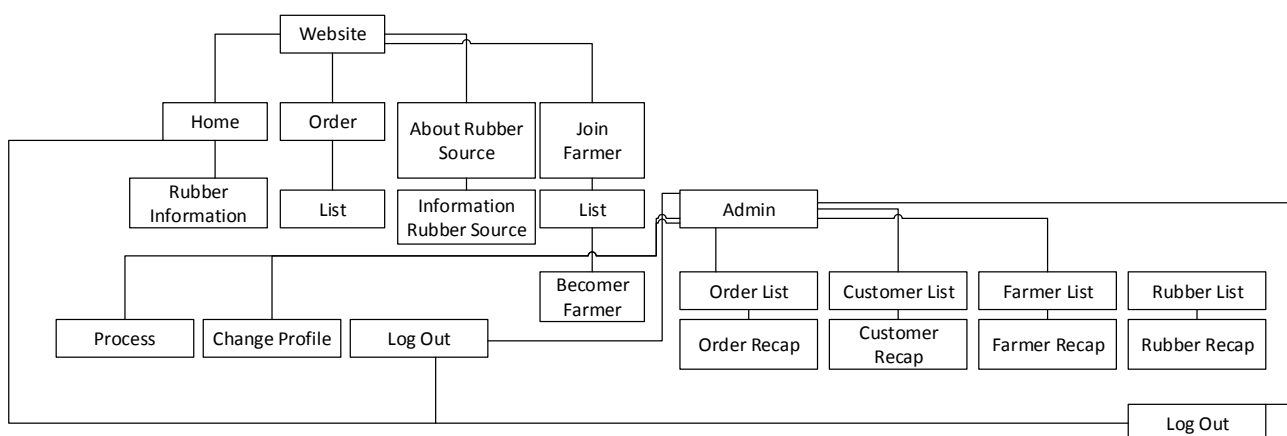 Website
Home
Order
About Rubber
Source
Join
Farmer
Rubber
Information
List
Information
Rubber Source
List
Admin
Becomer
Farmer
Order List
Customer List
Farmer List
Rubber List
Process
Change Profile
Log Out
Order Recap
Customer
Recap
Farmer Recap
Rubber Recap
Log Out